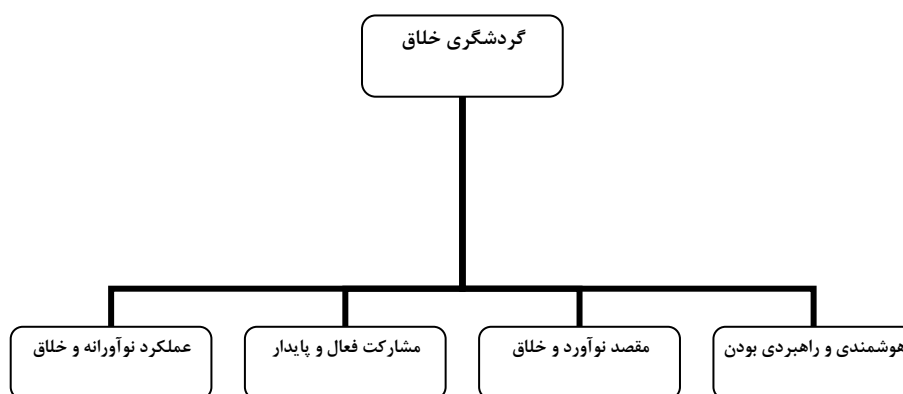 گردشگری خلاق
هوشمندی و راهبردی بودن
مقصد نوآورد و خلاق
مشارکت فعال و پایدار
عملکرد نوآورانه و خلاق